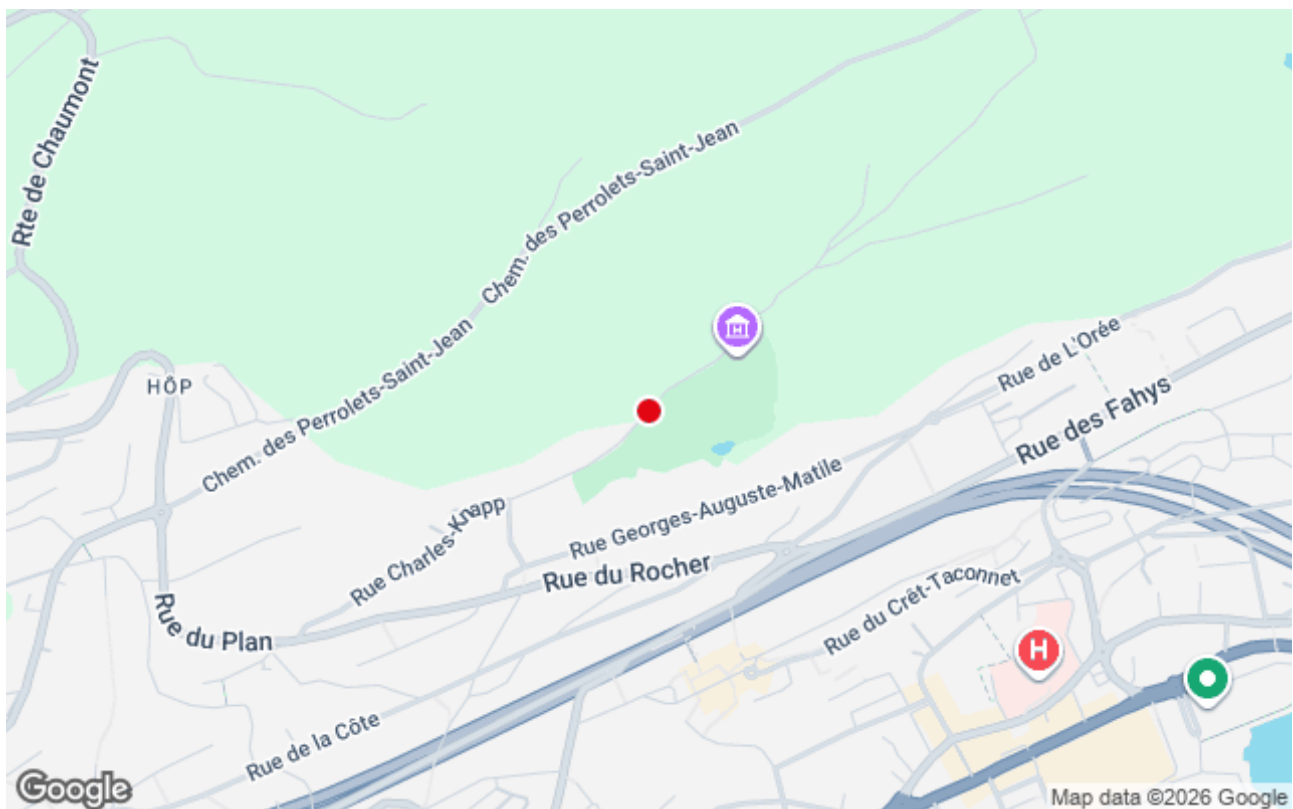 Rte de Chaumont
Chem. des Perrolets-Saint-Jean
HÔP
Chem. des Perrolets-Saint-Jean
Rue de L'Orée
Rue des Fahys
Rue Georges-Auguste-Matile
Rue Charles-Knapp
Rue du Rocher
Rue du Crêt-Taconnet
Rue du Plan
H
Rue de la Côte
Google
Map data ©2026 Google